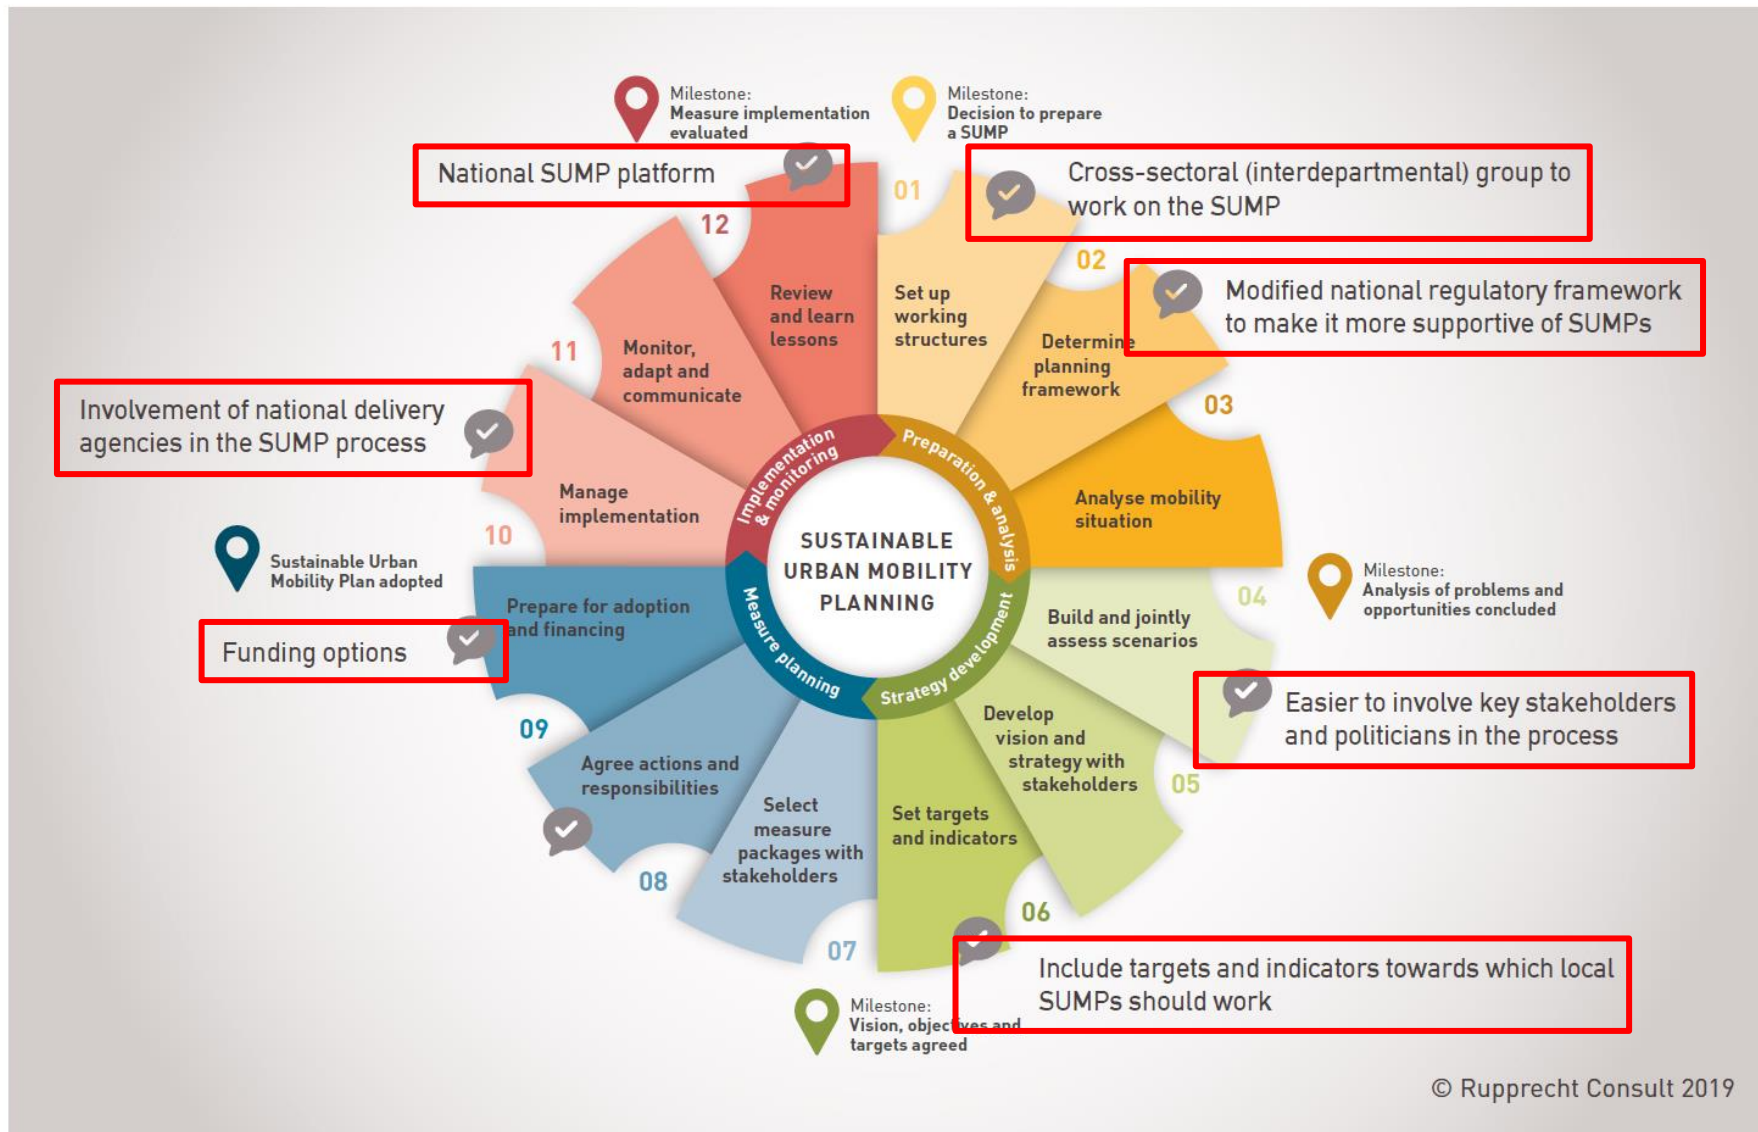 Milestone:
Measure implementation
evaluated
Milestone:
Decision to prepare
a SUMP
National SUMP platform
Cross-sectoral (interdepartmental) group to
work on the SUMP
Modified national regulatory framework
to make it more supportive of SUMPs
Involvement of national delivery
agencies in the SUMP process
Sustainable Urban
Mobility Plan adopted
Funding options
Milestone:
Analysis of problems and
opportunities concluded
Easier to involve key stakeholders
and politicians in the process
Include targets and indicators towards which local
SUMPs should work
Milestone:
Vision, objectives and
targets agreed
01
Set up
working
structures
02
Determine
planning
framework
03
Analyse mobility
situation
04
Build and jointly
assess scenarios
05
Develop
vision and
strategy with
stakeholders
06
Set targets
and indicators
07
Select
measure
packages with
stakeholders
08
Agree actions and
responsibilities
09
Prepare for adoption
and financing
10
Manage
implementation
11
Monitor,
adapt and
communicate
12
Review
and learn
lessons
Preparation & analysis
Strategy development
Measure planning
Implementation
& monitoring
SUSTAINABLE
URBAN MOBILITY
PLANNING
© Rupprecht Consult 2019